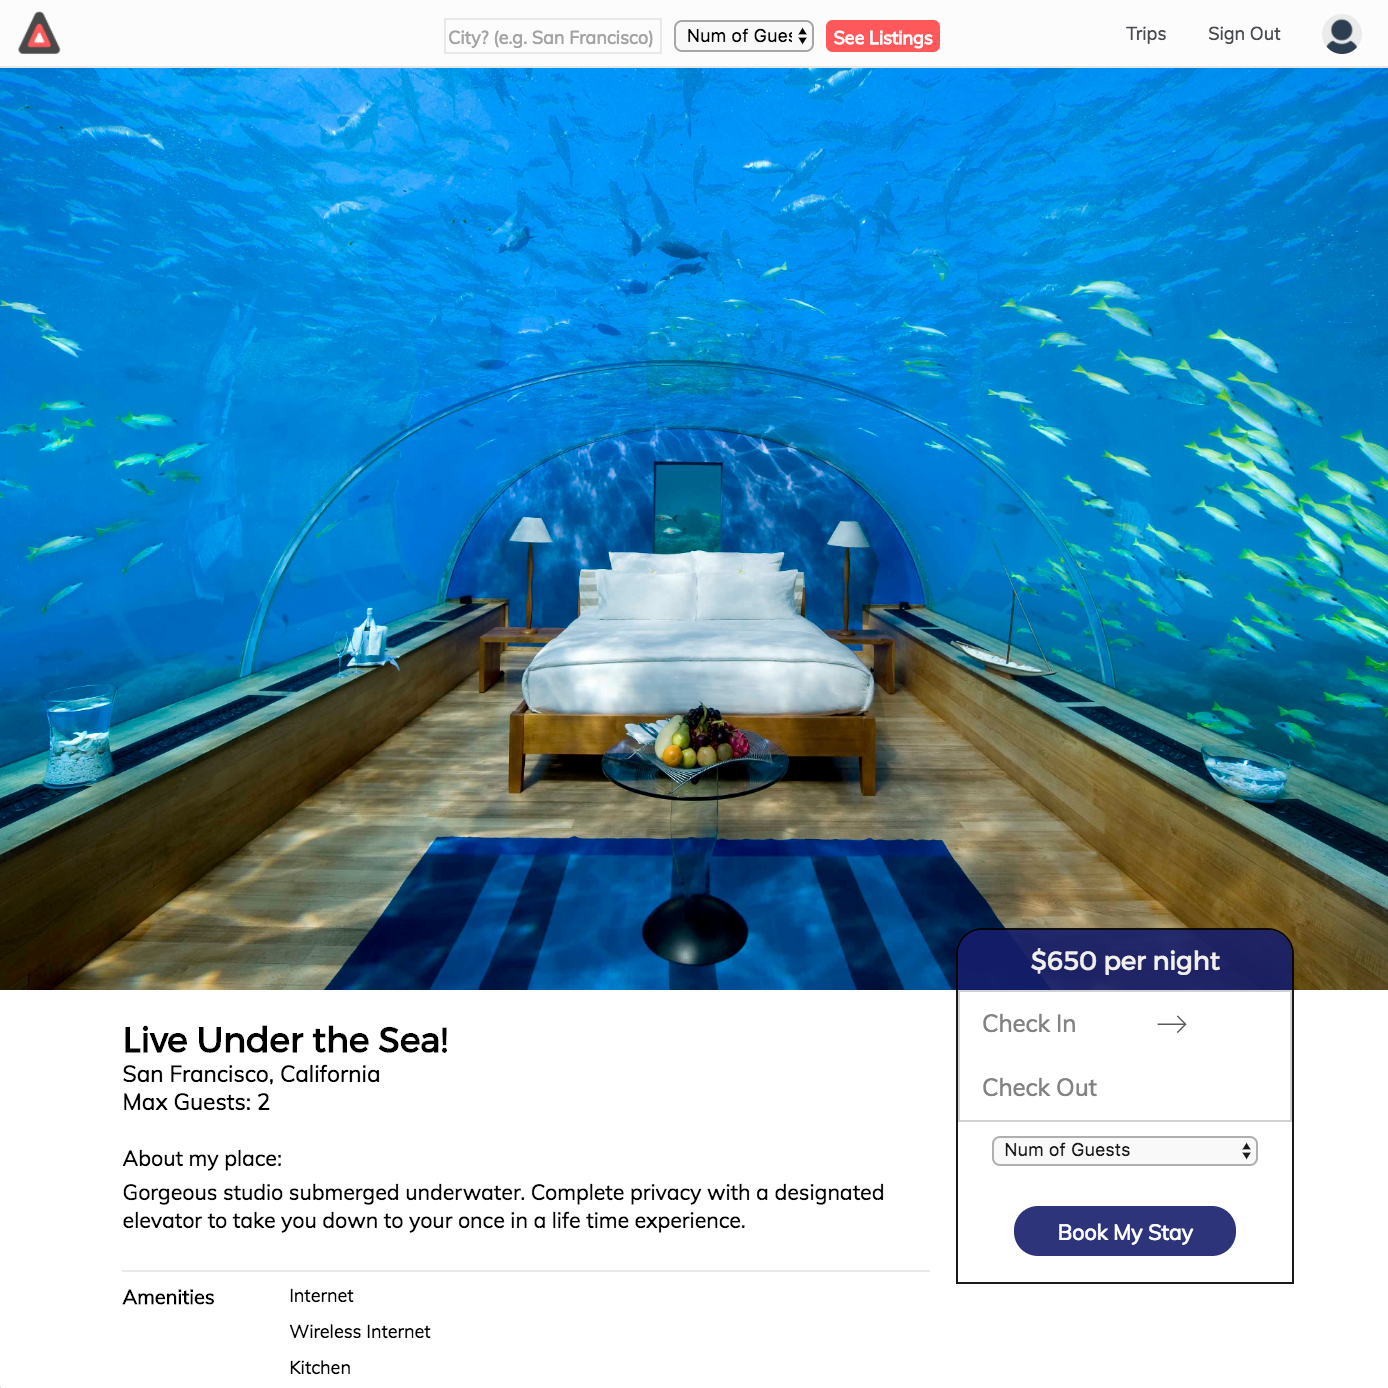 City? (e.g. San Francisco)
Num of Gues
See Listings
Trips
Sign Out
$650 per night
Check In
Check Out
Num of Guests
Book My Stay
Live Under the Sea!
San Francisco, California
Max Guests: 2
About my place:
Gorgeous studio submerged underwater. Complete privacy with a designated
elevator to take you down to your once in a life time experience.
Amenities
Internet
Wireless Internet
Kitchen